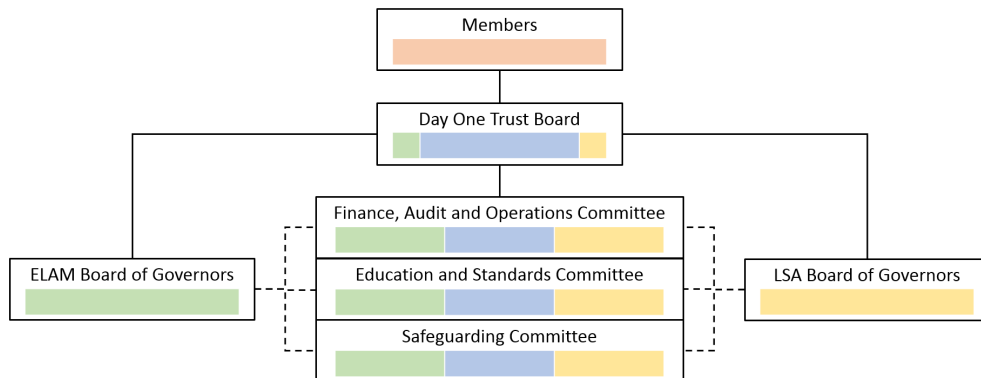 Members
Day One Trust Board
Finance, Audit and Operations Committee
ELAM Board of Governors
Education and Standards Committee
LSA Board of Governors
Safeguarding Committee